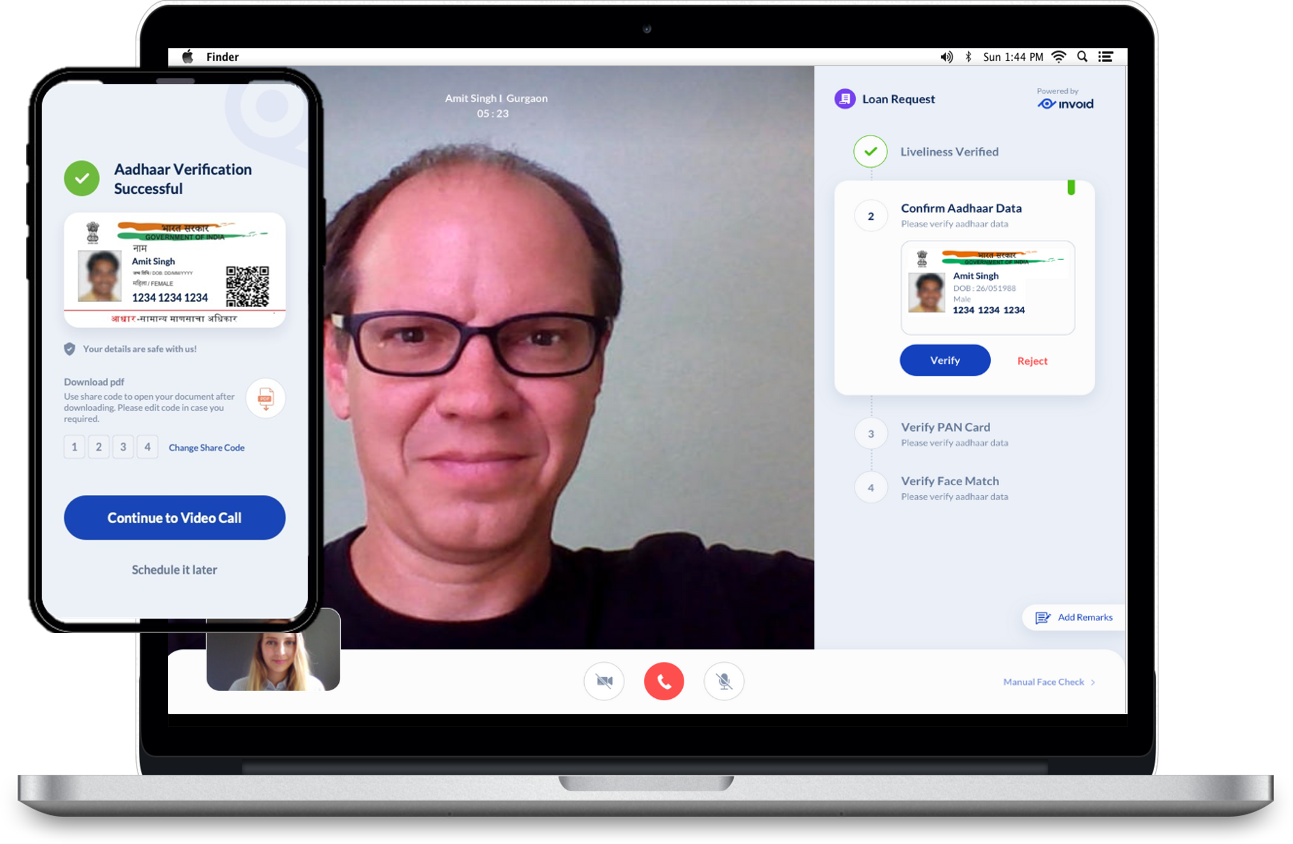 Finder
Sun 1:44 PM
Amit Singh I Gurgaon
05 : 23
Aadhaar Verification
Successful
भारत सरकार
GOVERNMENT OF INDIA
नाम
Amit Singh
जन्म तिथि / DOB: DD/MM/YYYY
महिला / FEMALE
1234 1234 1234
आधार-सामान्य माणसाचा अधिकार
Your details are safe with us!
Download pdf
Use share code to open your document after
downloading. Please edit code in case you
required.
PDF
1 2 3 4 Change Share Code
Continue to Video Call
Schedule it later
Loan Request
Powered by
invoid
Liveliness Verified
2 Confirm Aadhaar Data
Please verify aadhaar data
भारत सरकार
GOVERNMENT OF INDIA
Amit Singh
DOB : 26/051988
Male
1234 1234 1234
Verify Reject
3 Verify PAN Card
Please verify aadhaar data
4 Verify Face Match
Please verify aadhaar data
Add Remarks
Manual Face Check